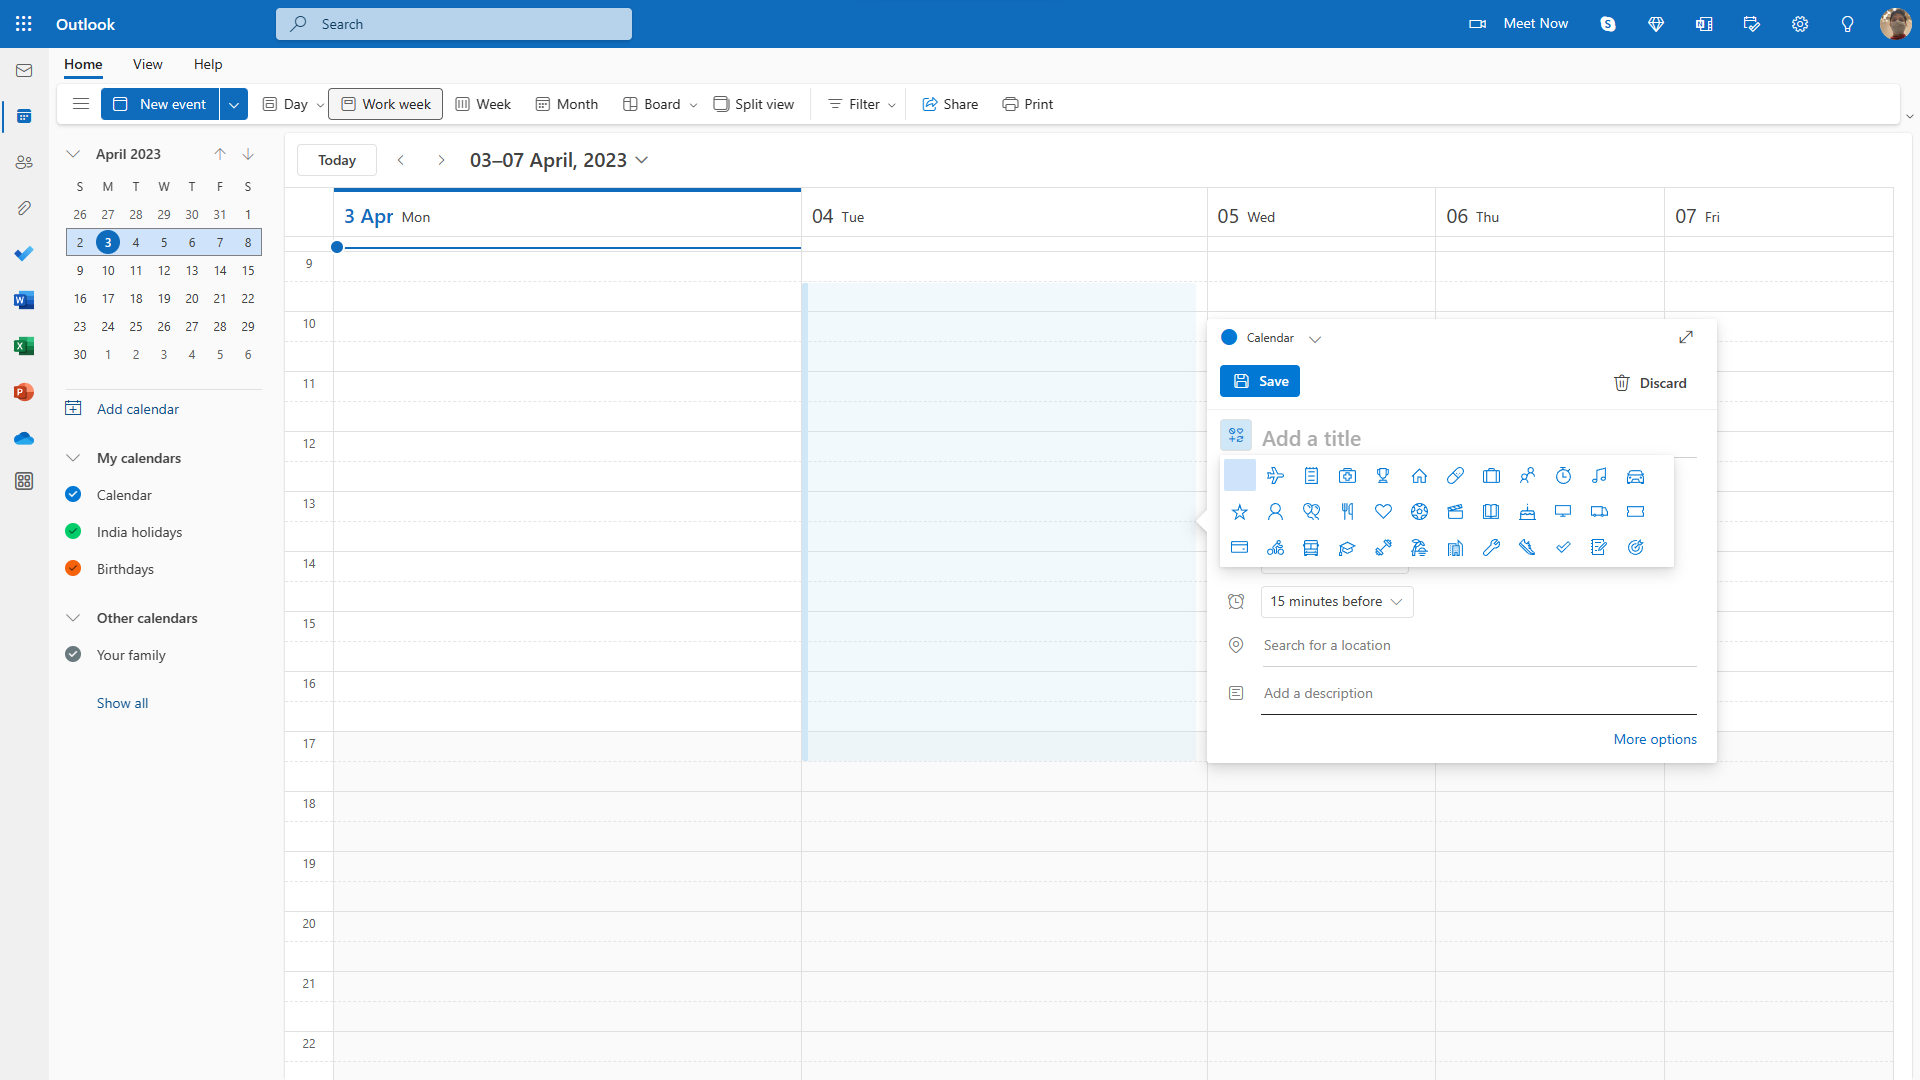 Outlook
Search
Meet Now
Home View Help
New event Day Work week Week Month Board Split view Filter Share Print
April 2023
S M T W T F S
26 27 28 29 30 31 1
2 3 4 5 6 7 8
9 10 11 12 13 14 15
16 17 18 19 20 21 22
23 24 25 26 27 28 29
30 1 2 3 4 5 6
Add calendar
My calendars
Calendar
India holidays
Birthdays
Other calendars
Your family
Show all
Today 03–07 April, 2023
3 Apr Mon 04 Tue 05 Wed 06 Thu 07 Fri
9
10
11
12
13
14
15
16
17
18
19
20
21
22
Calendar
Save Discard
Add a title
15 minutes before
Search for a location
Add a description
More options